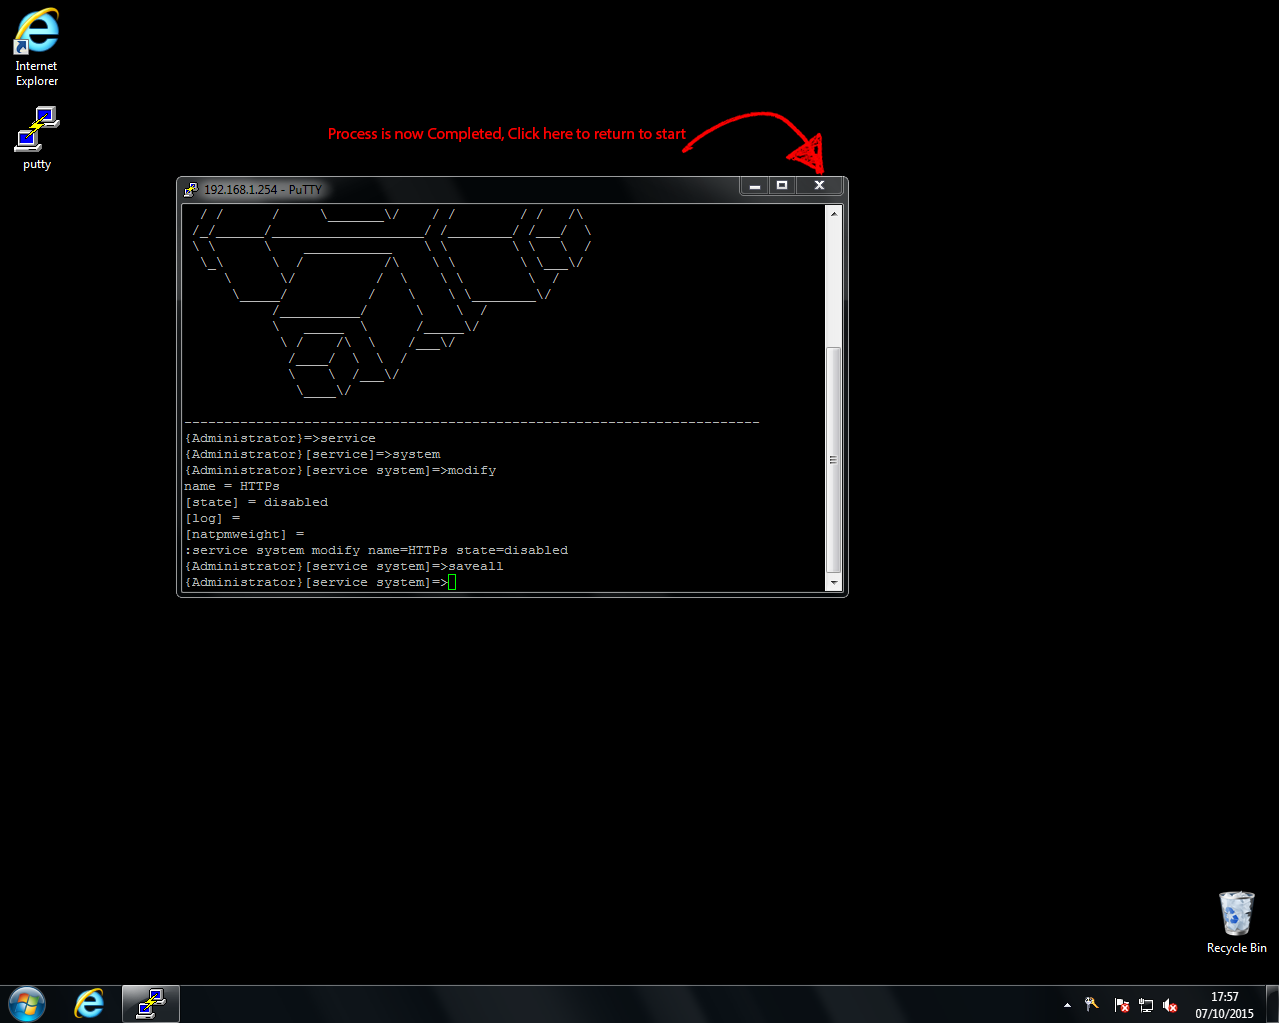 Internet
Explorer
putty
Process is now Completed, Click here to return to start
192.168.1.254 - PuTTY
------------------------------------------------------------------------
{Administrator}=>service
{Administrator}[service]=>system
{Administrator}[service system]=>modify
name = HTTPs
[state] = disabled
[log] =
[natpmweight] =
:service system modify name=HTTPs state=disabled
{Administrator}[service system]=>saveall
{Administrator}[service system]=>
Recycle Bin
17:57
07/10/2015